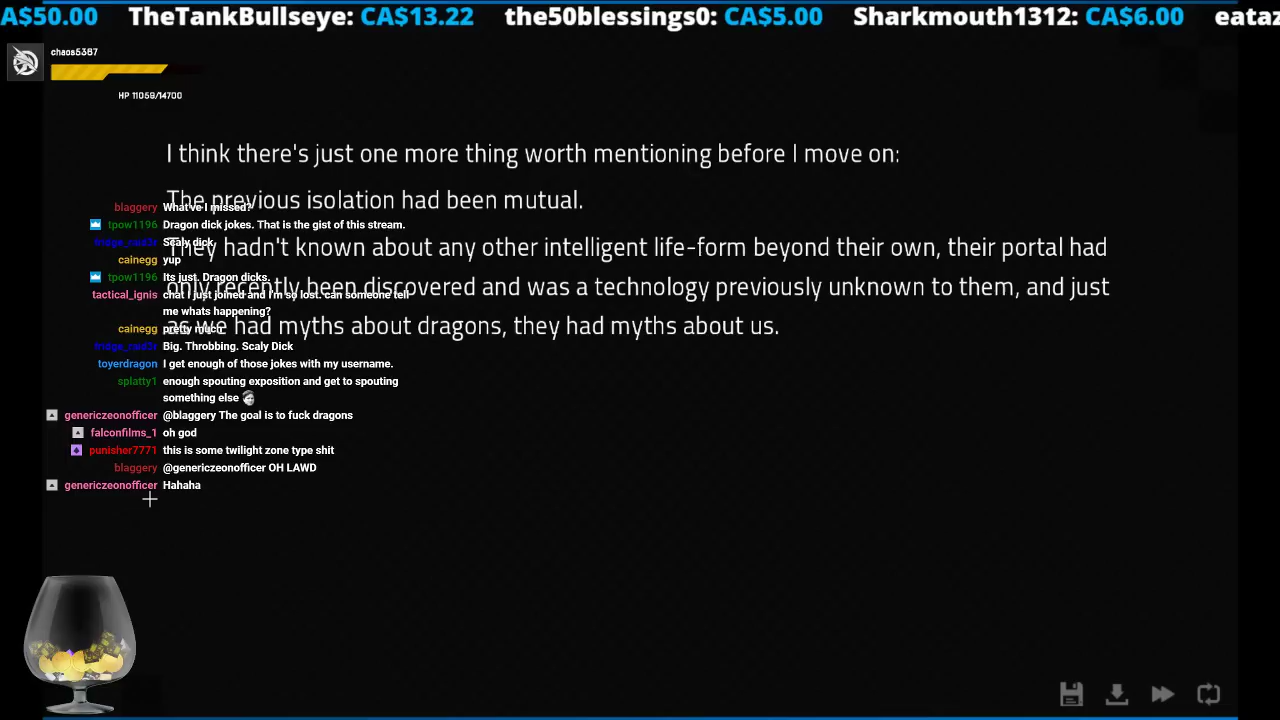 A$50.00 TheTankBullseye: CA$13.22 the50blessings0: CA$5.00 Sharkmouth1312: CA$6.00 eataz
chaos5367
HP 11059/14700
I think there's just one more thing worth mentioning before I move on:
The previous isolation had been mutual.
They hadn't known about any other intelligent life-form beyond their own, their portal had
only recently been discovered and was a technology previously unknown to them, and just
as we had myths about dragons, they had myths about us.
blaggery What've I missed?
tpow1196 Dragon dick jokes. That is the gist of this stream.
Scaly dick
cainegg yup
tpow1196 Its just. Dragon dicks.
tactical_ignis chat I just joined and I'm so lost. can someone tell
me whats happening?
cainegg pretty much
Big. Throbbing. Scaly Dick
toyerdragon I get enough of those jokes with my username.
splatty1 enough spouting exposition and get to spouting
something else
genericzeonofficer @blaggery The goal is to fuck dragons
falconfilms_1 oh god
punisher7771 this is some twilight zone type shit
blaggery @genericzeonofficer OH LAWD
genericzeonofficer Hahaha